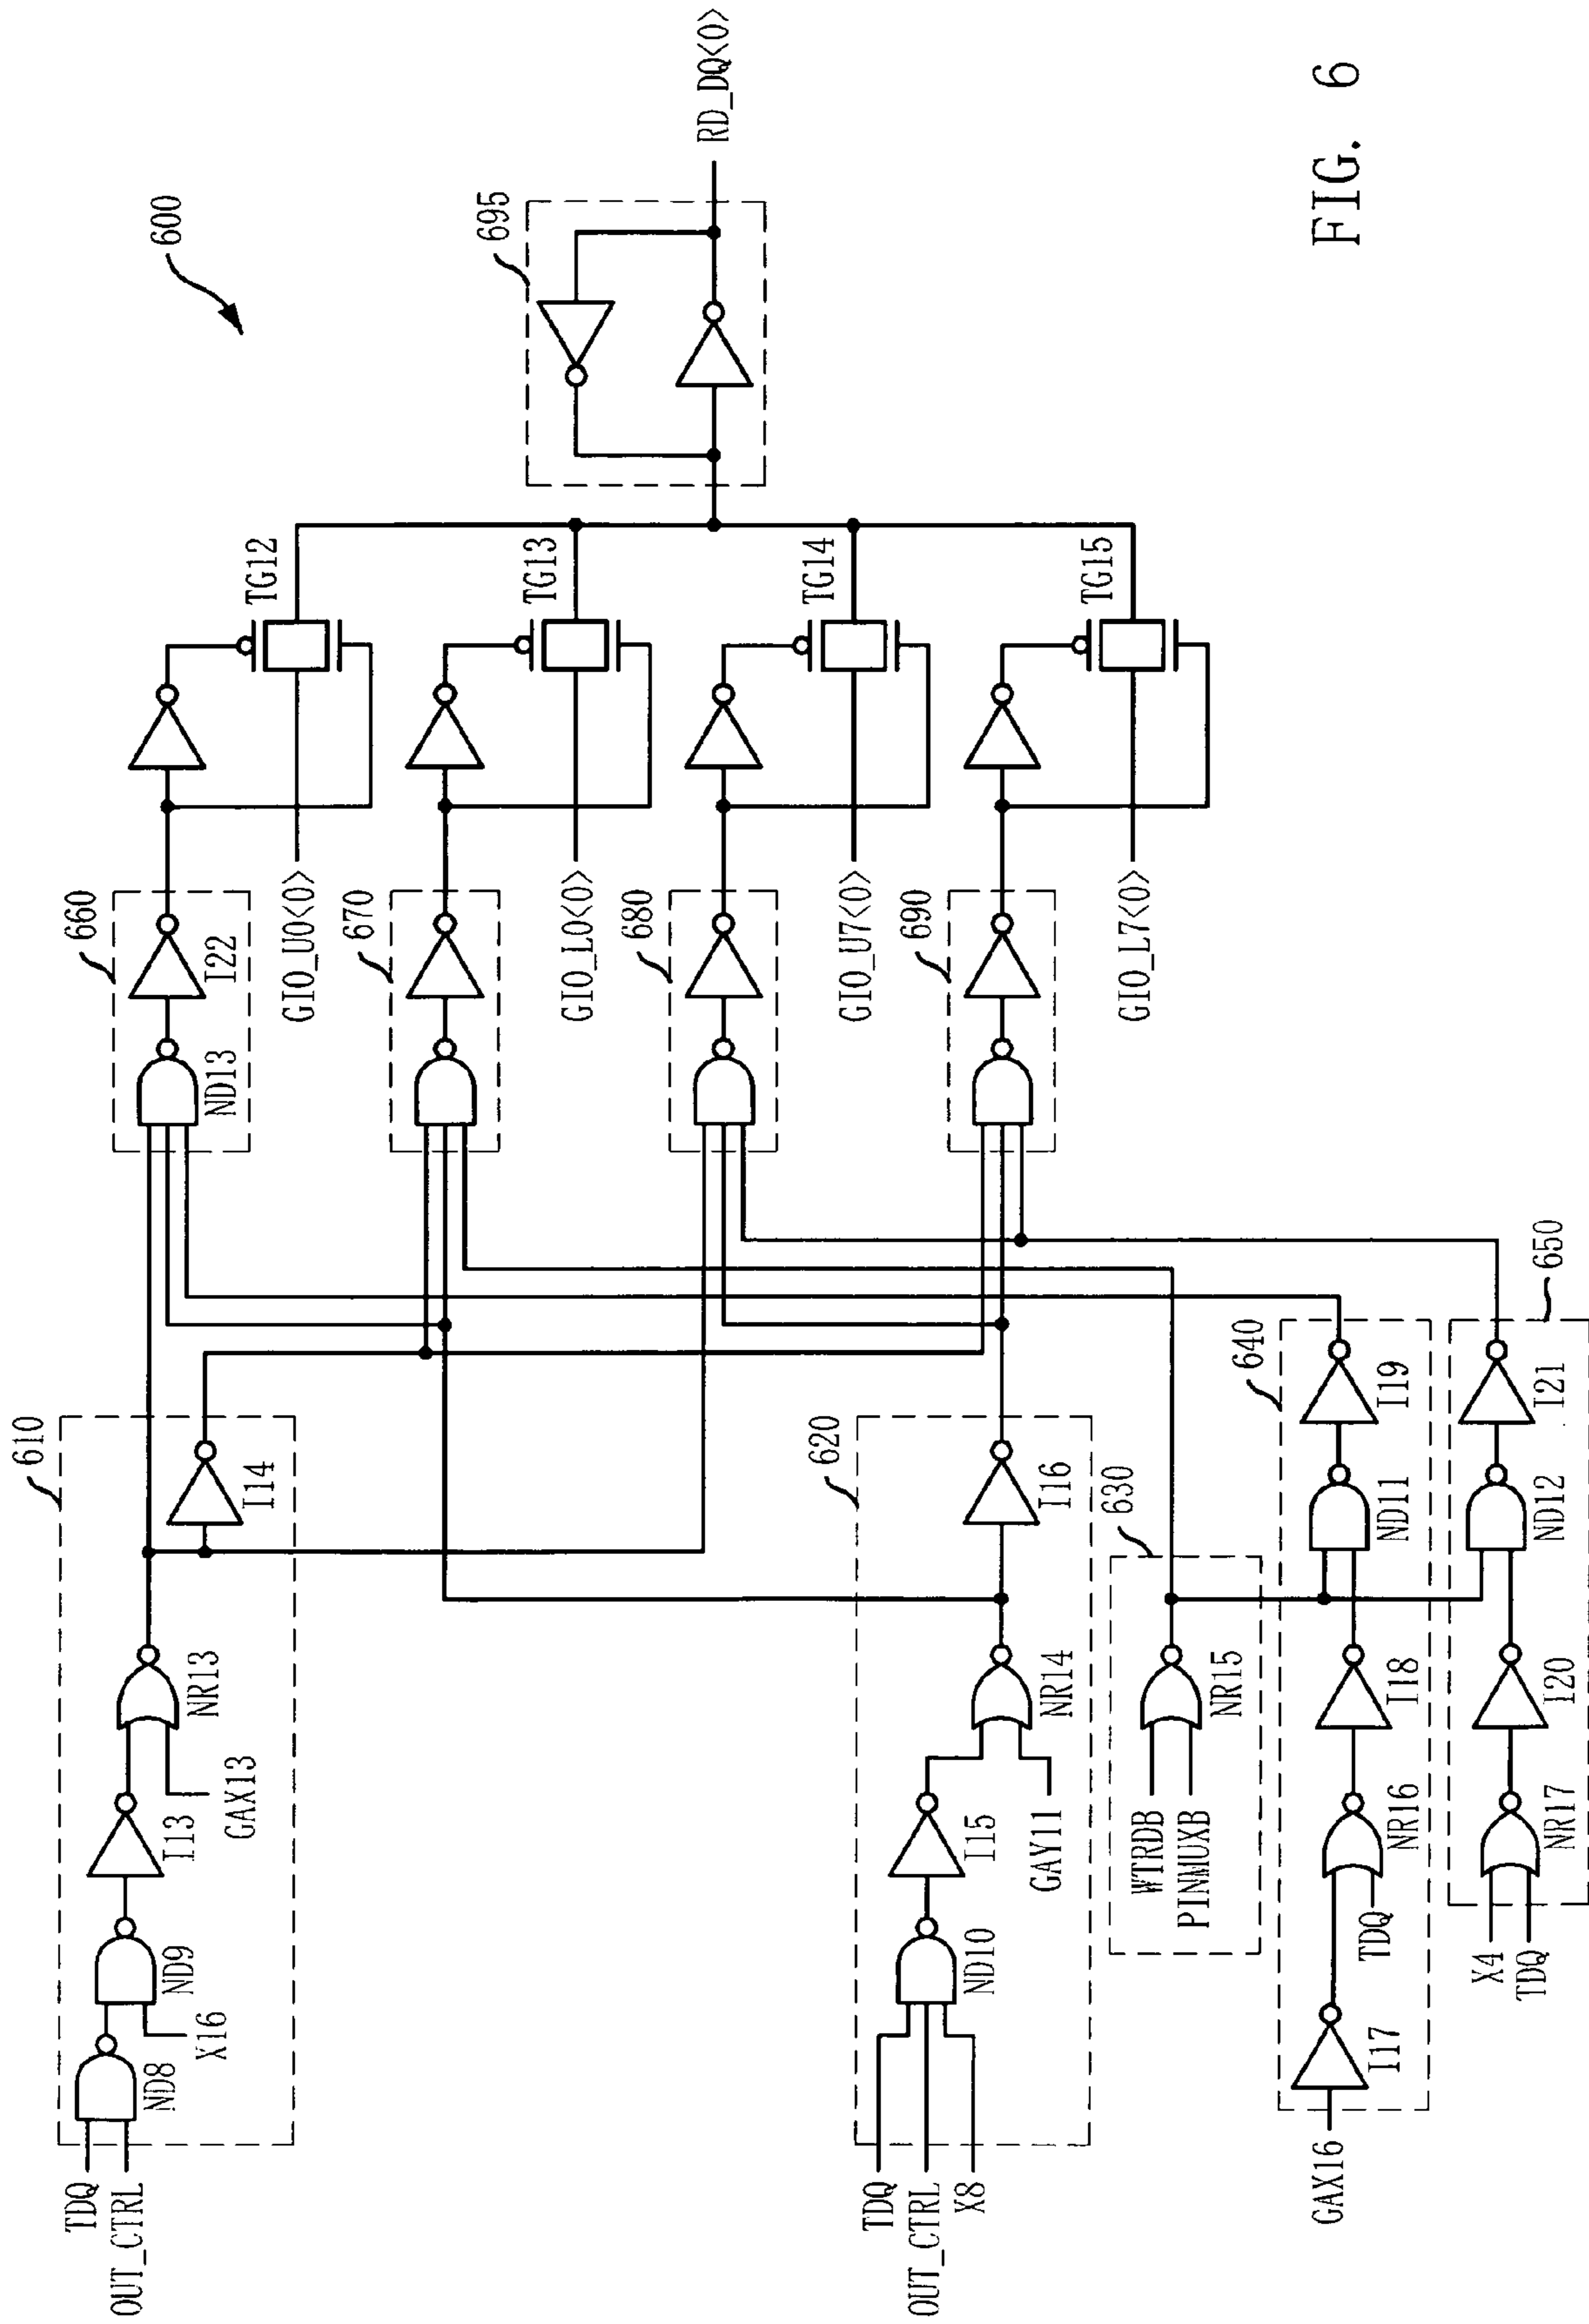 FIG. 6
600
610
TDQ
OUT_CTRL
ND8
X16
ND9
I13
GAX13
NR13
I14
620
TDQ
OUT_CTRL
X8
ND10
I15
GAY11
NR14
I16
630
WTRDB
PINMUXB
NR15
640
GAX16
I17
TDQ
NR16
I18
ND11
I19
650
X4
TDQ
NR17
I20
ND12
I21
660
ND13
I22
GIO_U0<0>
TG12
670
GIO_L0<0>
TG13
680
GIO_U7<0>
TG14
690
GIO_L7<0>
TG15
695
RD_DQ<0>